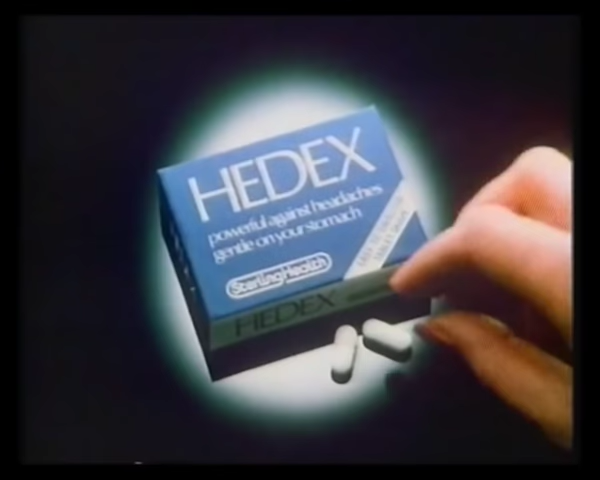 HEDEX
powerful against headaches
gentle on your stomach
Sterling Health
HEDEX